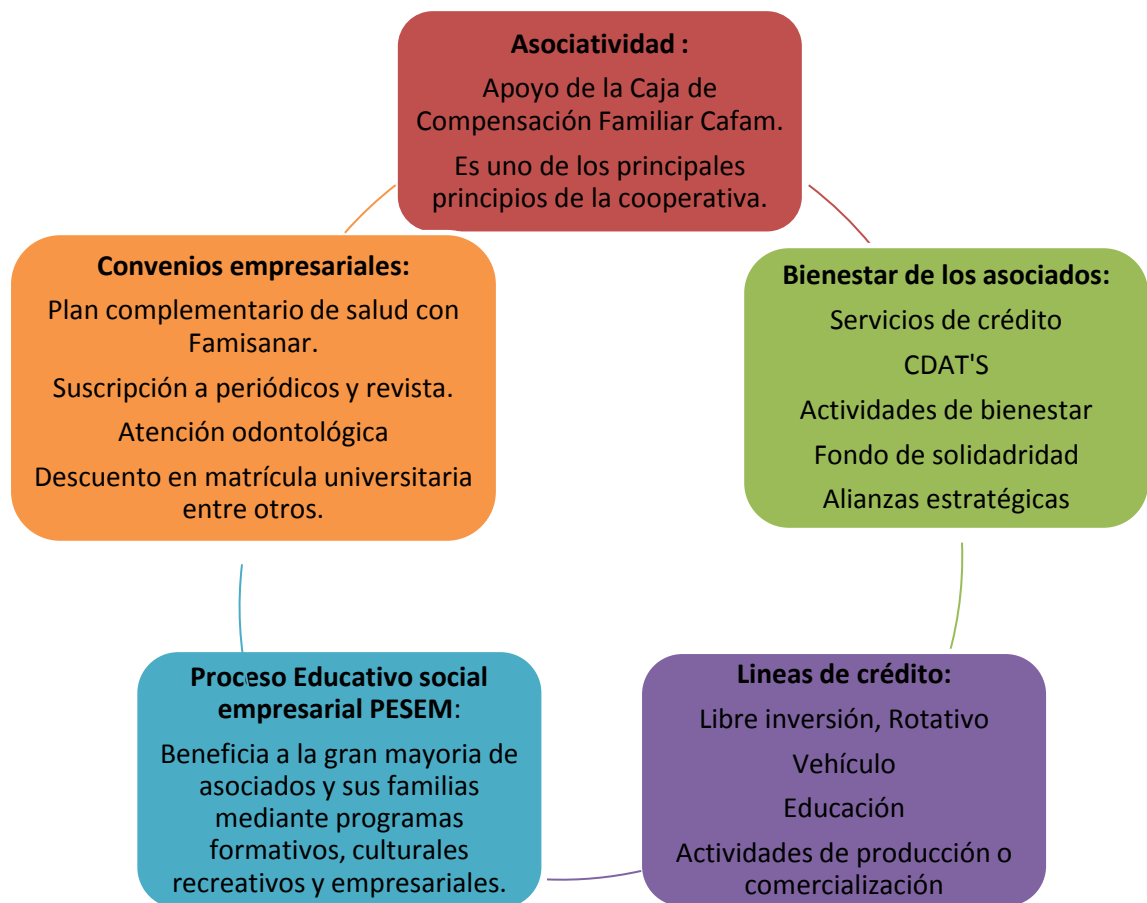 Asociatividad :
Apoyo de la Caja de
Compensación Familiar Cafam.
Es uno de los principales
principios de la cooperativa.
Convenios empresariales:
Plan complementario de salud con
Famisanar.
Suscripción a periódicos y revista.
Atención odontológica
Descuento en matrícula universitaria
entre otros.
Bienestar de los asociados:
Servicios de crédito
CDAT'S
Actividades de bienestar
Fondo de solidadridad
Alianzas estratégicas
Proceso Educativo social
empresarial PESEM:
Beneficia a la gran mayoria de
asociados y sus familias
mediante programas
formativos, culturales
recreativos y empresariales.
Lineas de crédito:
Libre inversión, Rotativo
Vehículo
Educación
Actividades de producción o
comercialización